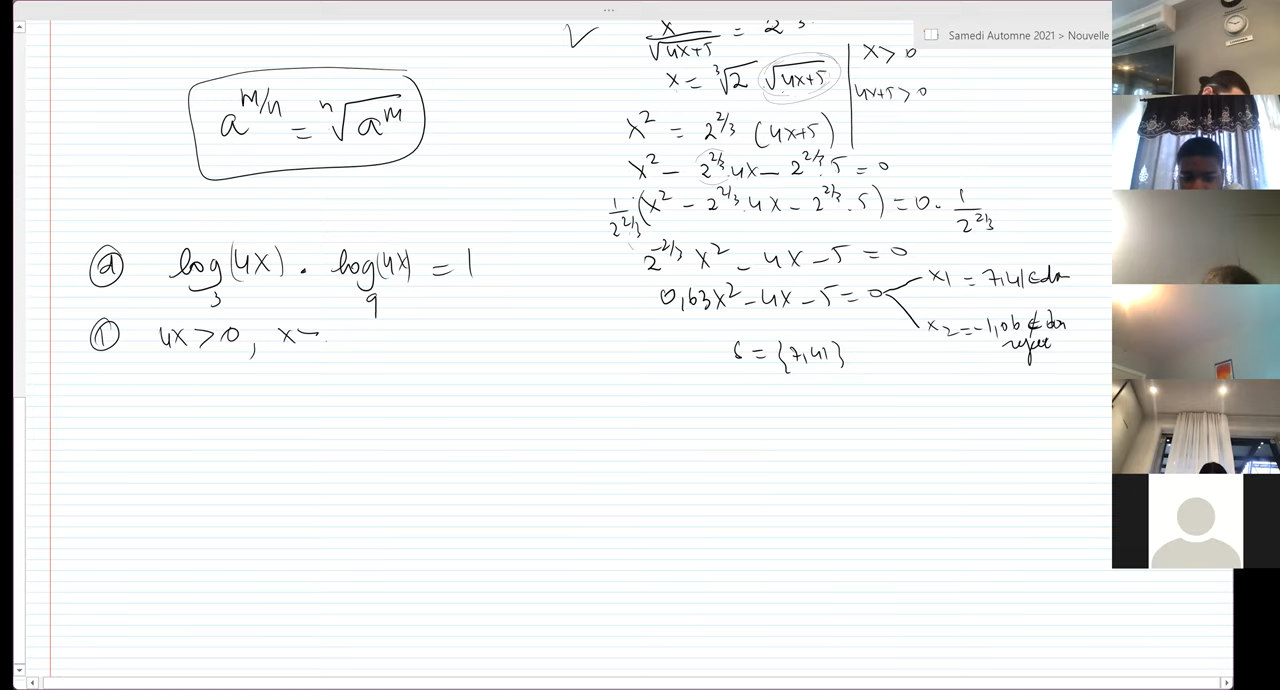 Samedi Automne 2021 > Nouvelle
a^{m/n} = \sqrt[n]{a^m}
√
x/√(4x+5) = 2
x = ∛2 √(4x+5)
x > 0
4x+5 > 0
x² = 2^{2/3} (4x+5)
x² - 2^{2/3}.4x - 2^{2/3}.5 = 0
1/2^{2/3} (x² - 2^{2/3}.4x - 2^{2/3}.5) = 0 . 1/2^{2/3}
2^{-2/3} x² - 4x - 5 = 0
0,63x² - 4x - 5 = 0
x1 = 7,41 ∈ dn
x2 = -1,06 ∉ dn
S = {7,41}
d log₃(4x) . log₉(4x) = 1
① 4x > 0, x